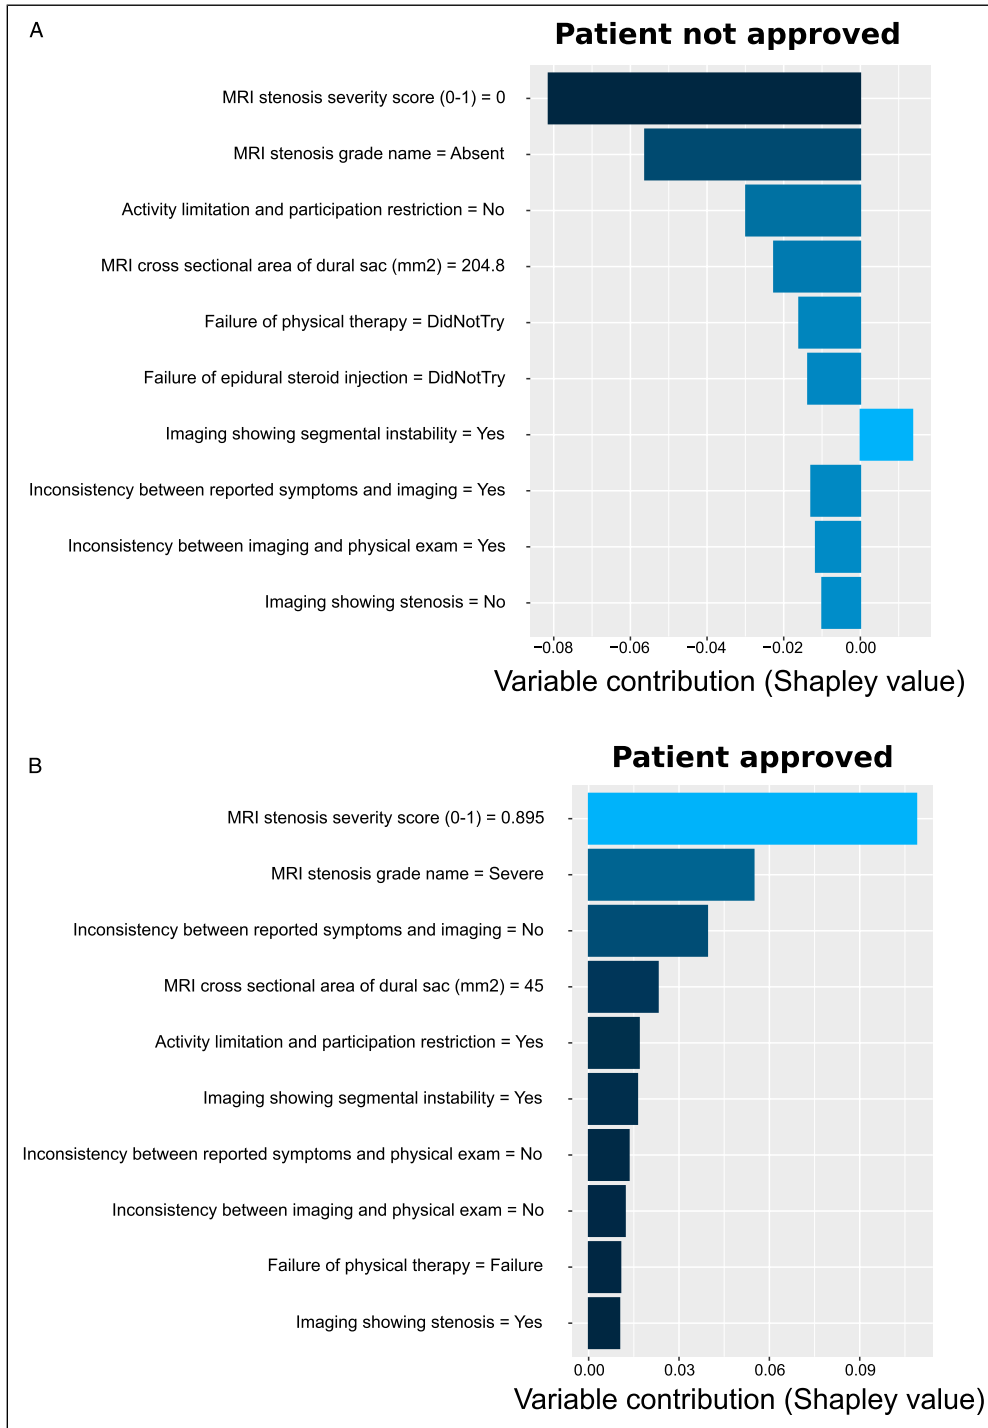 A
Patient not approved
MRI stenosis severity score (0-1) = 0
MRI stenosis grade name = Absent
Activity limitation and participation restriction = No
MRI cross sectional area of dural sac (mm2) = 204.8
Failure of physical therapy = DidNotTry
Failure of epidural steroid injection = DidNotTry
Imaging showing segmental instability = Yes
Inconsistency between reported symptoms and imaging = Yes
Inconsistency between imaging and physical exam = Yes
Imaging showing stenosis = No
−0.08 −0.06 −0.04 −0.02 0.00
Variable contribution (Shapley value)
B
Patient approved
MRI stenosis severity score (0-1) = 0.895
MRI stenosis grade name = Severe
Inconsistency between reported symptoms and imaging = No
MRI cross sectional area of dural sac (mm2) = 45
Activity limitation and participation restriction = Yes
Imaging showing segmental instability = Yes
Inconsistency between reported symptoms and physical exam = No
Inconsistency between imaging and physical exam = No
Failure of physical therapy = Failure
Imaging showing stenosis = Yes
0.00 0.03 0.06 0.09
Variable contribution (Shapley value)